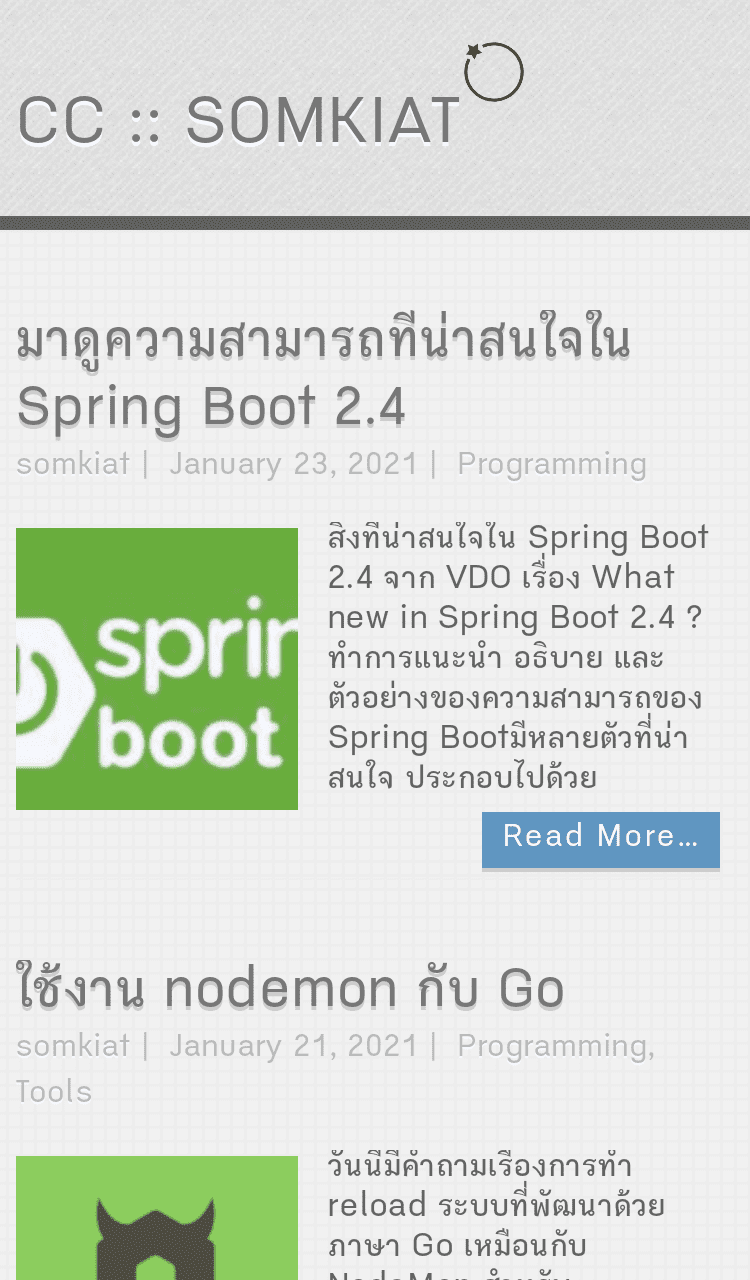 CC :: SOMKIAT
มาดูความสามารถที่น่าสนใจใน
Spring Boot 2.4
somkiat | January 23, 2021 | Programming
สิ่งที่น่าสนใจใน Spring Boot
2.4 จาก VDO เรื่อง What
new in Spring Boot 2.4 ?
ทำการแนะนำ อธิบาย และ
ตัวอย่างของความสามารถของ
Spring Bootมีหลายตัวที่น่า
สนใจ ประกอบไปด้วย
sprin
boot
Read More…
ใช้งาน nodemon กับ Go
somkiat | January 21, 2021 | Programming,
Tools
วันนี้มีคำถามเรื่องการทำ
reload ระบบที่พัฒนาด้วย
ภาษา Go เหมือนกับ
NodeMon สำหรับ